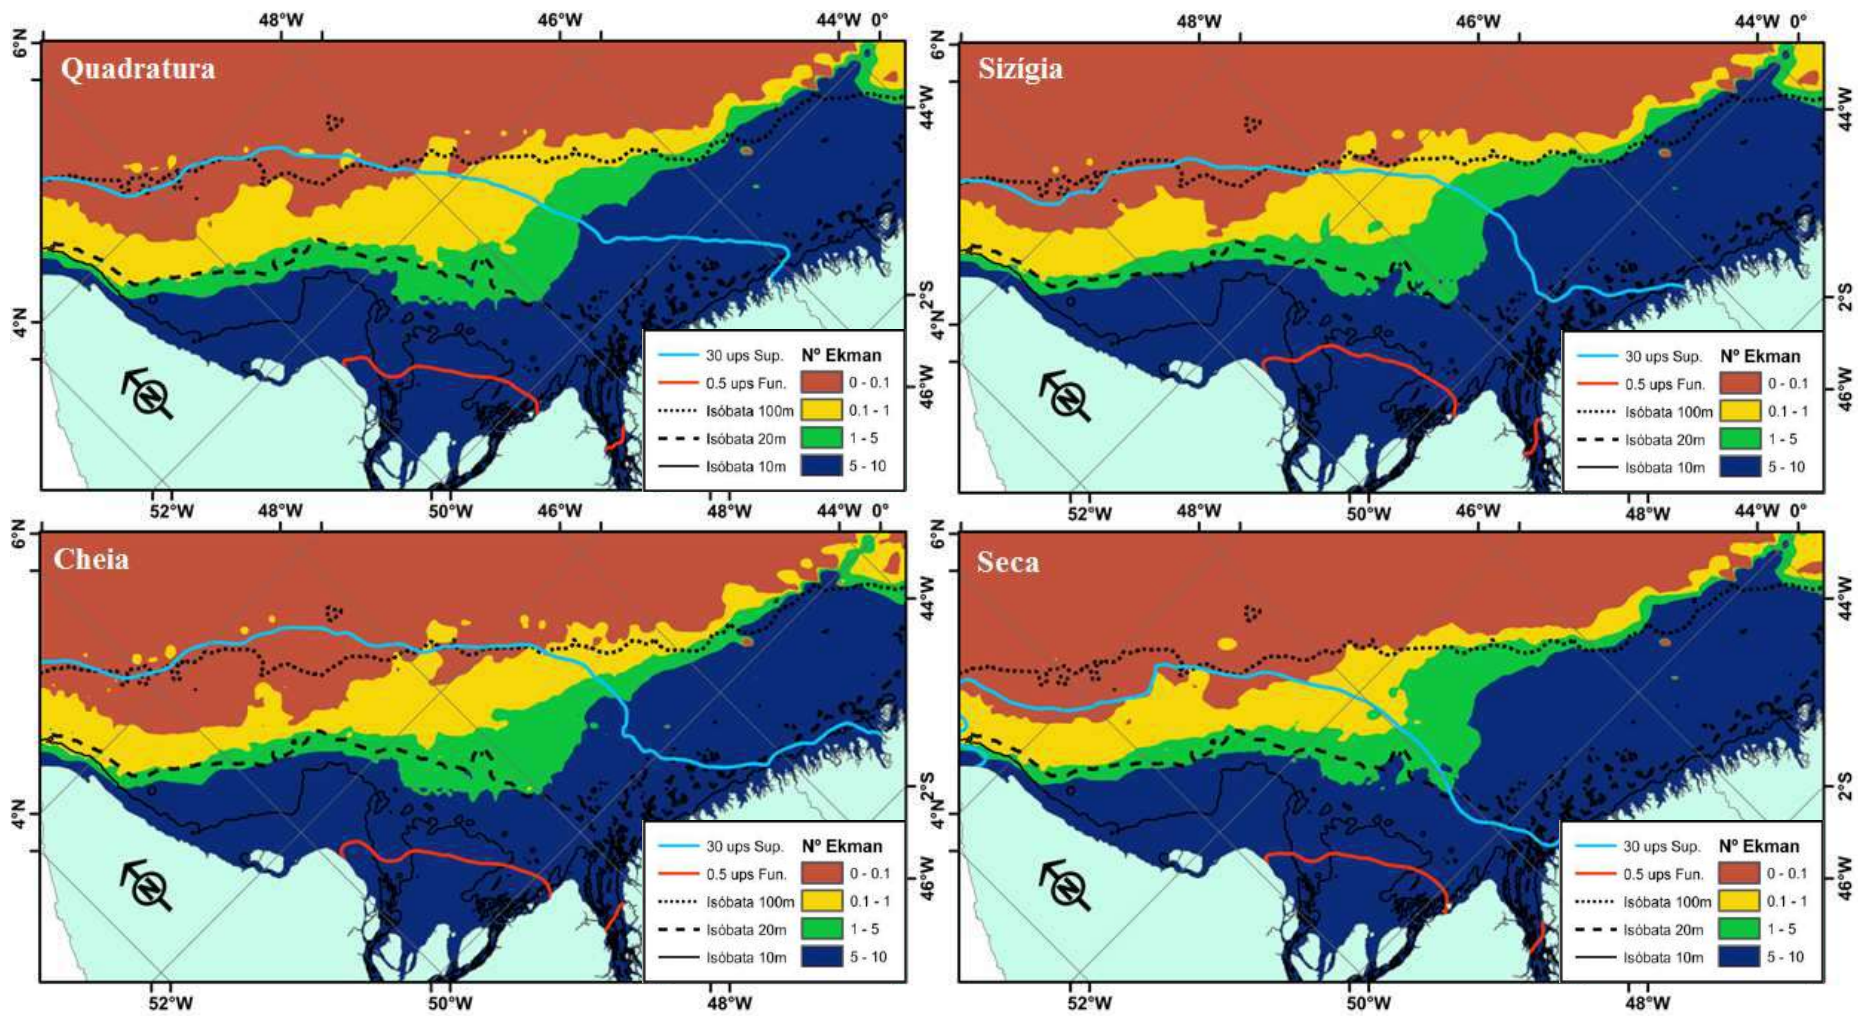 48°W 46°W 44°W 0°
6°N
Quadratura
44°W
2°S
4°N
46°W
30 ups Sup. Nº Ekman
0.5 ups Fun. 0 - 0.1
Isóbata 100m 0.1 - 1
Isóbata 20m 1 - 5
Isóbata 10m 5 - 10
N
52°W 50°W 48°W
48°W 46°W 44°W 0°
6°N
Sizígia
44°W
2°S
4°N
46°W
30 ups Sup. Nº Ekman
0.5 ups Fun. 0 - 0.1
Isóbata 100m 0.1 - 1
Isóbata 20m 1 - 5
Isóbata 10m 5 - 10
N
52°W 50°W 48°W
48°W 46°W 44°W 0°
6°N
Cheia
44°W
2°S
4°N
46°W
30 ups Sup. Nº Ekman
0.5 ups Fun. 0 - 0.1
Isóbata 100m 0.1 - 1
Isóbata 20m 1 - 5
Isóbata 10m 5 - 10
N
52°W 50°W 48°W
48°W 46°W 44°W 0°
6°N
Seca
44°W
2°S
4°N
46°W
30 ups Sup. Nº Ekman
0.5 ups Fun. 0 - 0.1
Isóbata 100m 0.1 - 1
Isóbata 20m 1 - 5
Isóbata 10m 5 - 10
N
52°W 50°W 48°W